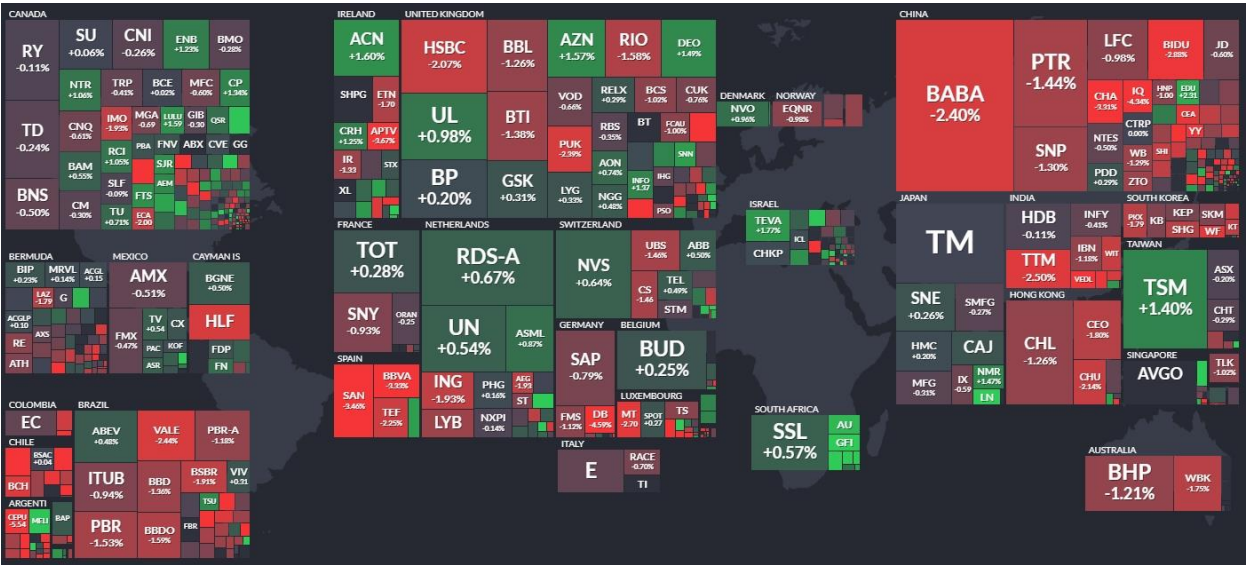 CANADA
RY
-0.11%
TD
-0.24%
BNS
-0.50%
SU
+0.06%
CNI
-0.26%
ENB
+1.23%
BMO
-0.28%
NTR
+1.06%
TRP
-0.41%
BCE
+0.02%
MFC
-0.60%
CP
+1.34%
CNQ
-0.63%
IMO
-1.93%
MGA
-0.69
LULU
+1.59
GIB
-0.30
QSR
RCI
+1.05%
PBA
FNV
ABX
CVE
GG
BAM
+0.55%
SLF
-0.09%
SJR
FTS
AEM
CM
-0.30%
TU
+0.71%
ECA
-2.00
BERMUDA
BIP
+0.23%
MRVL
+0.14%
ACGL
+0.15
LAZ
-1.79
G
ACGLP
+0.10
AXS
RE
ATH
MEXICO
AMX
-0.51%
FMX
-0.47%
TV
+0.54
CX
PAC
KOF
ASR
CAYMAN IS
BGNE
+0.50%
HLF
FDP
FN
COLOMBIA
EC
CHILE
BSAC
+0.04
BCH
ARGENTI
CEPU
-5.54
MELI
BAP
BRAZIL
ABEV
+0.48%
VALE
-2.44%
PBR-A
-1.18%
ITUB
-0.94%
BBD
-1.36%
BSBR
-1.91%
VIV
+0.31
TSU
PBR
-1.53%
BBDO
-1.59%
FBR
IRELAND
ACN
+1.60%
SHPG
ETN
-1.70
CRH
+1.25%
APTV
-3.67%
IR
-1.33
STX
XL
UNITED KINGDOM
HSBC
-2.07%
UL
+0.98%
BP
+0.20%
BBL
-1.26%
BTI
-1.38%
GSK
+0.31%
AZN
+1.57%
RIO
-1.58%
DEO
+1.49%
VOD
-0.66%
RELX
+0.29%
BCS
-1.02%
CUK
-0.76%
PUK
-2.39%
RBS
-0.35%
BT
FCAU
-1.00%
SNN
LYG
+0.33%
AON
+0.74%
NGG
+0.48%
INFO
+1.37
IHG
PSO
FRANCE
TOT
+0.28%
SNY
-0.93%
ORAN
-0.25
NETHERLANDS
RDS-A
+0.67%
UN
+0.54%
ASML
+0.87%
ING
-1.93%
PHG
+0.16%
AEG
-1.93
ST
LYB
NXPI
-0.14%
SWITZERLAND
NVS
+0.64%
UBS
-1.46%
ABB
+0.50%
CS
-1.46
TEL
+0.49%
STM
SPAIN
SAN
-3.46%
BBVA
-3.33%
TEF
-2.25%
GERMANY
SAP
-0.79%
FMS
-1.12%
DB
-4.59%
BELGIUM
BUD
+0.25%
LUXEMBOURG
MT
-2.70
SPOT
+0.27
TS
ITALY
E
RACE
-0.70%
TI
DENMARK
NVO
+0.96%
NORWAY
EQNR
-0.98%
ISRAEL
TEVA
+1.77%
ICL
CHKP
SOUTH AFRICA
SSL
+0.57%
AU
GFI
CHINA
BABA
-2.40%
PTR
-1.44%
SNP
-1.30%
LFC
-0.98%
BIDU
-2.88%
JD
-0.60%
CHA
-3.31%
IQ
-4.34%
HNP
-1.00
EDU
+2.31
CEA
NTES
-0.50%
CTRP
0.00%
YY
WB
-1.29%
SHI
PDD
+0.29%
ZTO
JAPAN
TM
SNE
+0.26%
SMFG
-0.27%
HMC
+0.20%
CAJ
MFG
-0.31%
IX
-0.59
NMR
+1.47%
LN
INDIA
HDB
-0.11%
INFY
-0.41%
TTM
-2.50%
IBN
-1.18%
WIT
VEDL
HONG KONG
CHL
-1.26%
CEO
-1.80%
CHU
-2.14%
SOUTH KOREA
PKX
-1.79
KB
KEP
SKM
SHG
WF
KT
TAIWAN
TSM
+1.40%
ASX
-0.20%
CHT
-0.29%
SINGAPORE
AVGO
TLK
-1.02%
AUSTRALIA
BHP
-1.21%
WBK
-1.75%